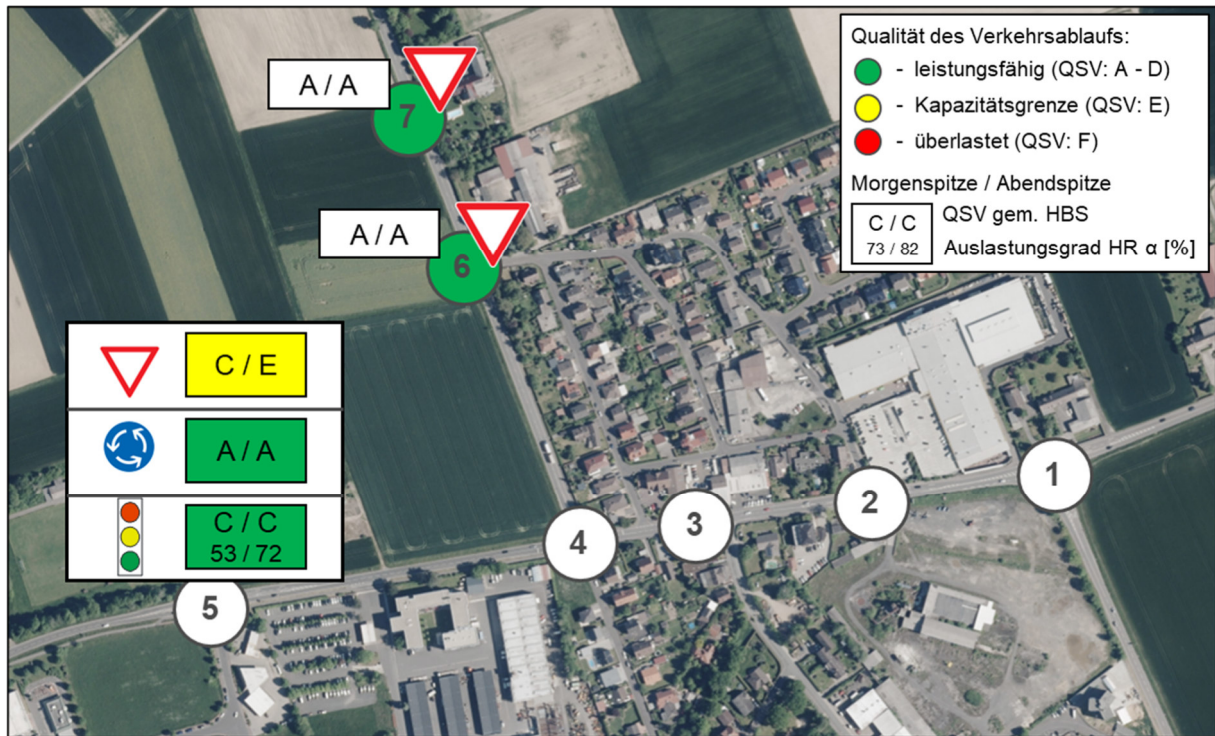 Qualität des Verkehrsablaufs:
- leistungsfähig (QSV: A - D)
- Kapazitätsgrenze (QSV: E)
- überlastet (QSV: F)
Morgenspitze / Abendspitze
C / C QSV gem. HBS
73 / 82 Auslastungsgrad HR α [%]
A / A
7
A / A
6
C / E
A / A
C / C
53 / 72
1
2
3
4
5